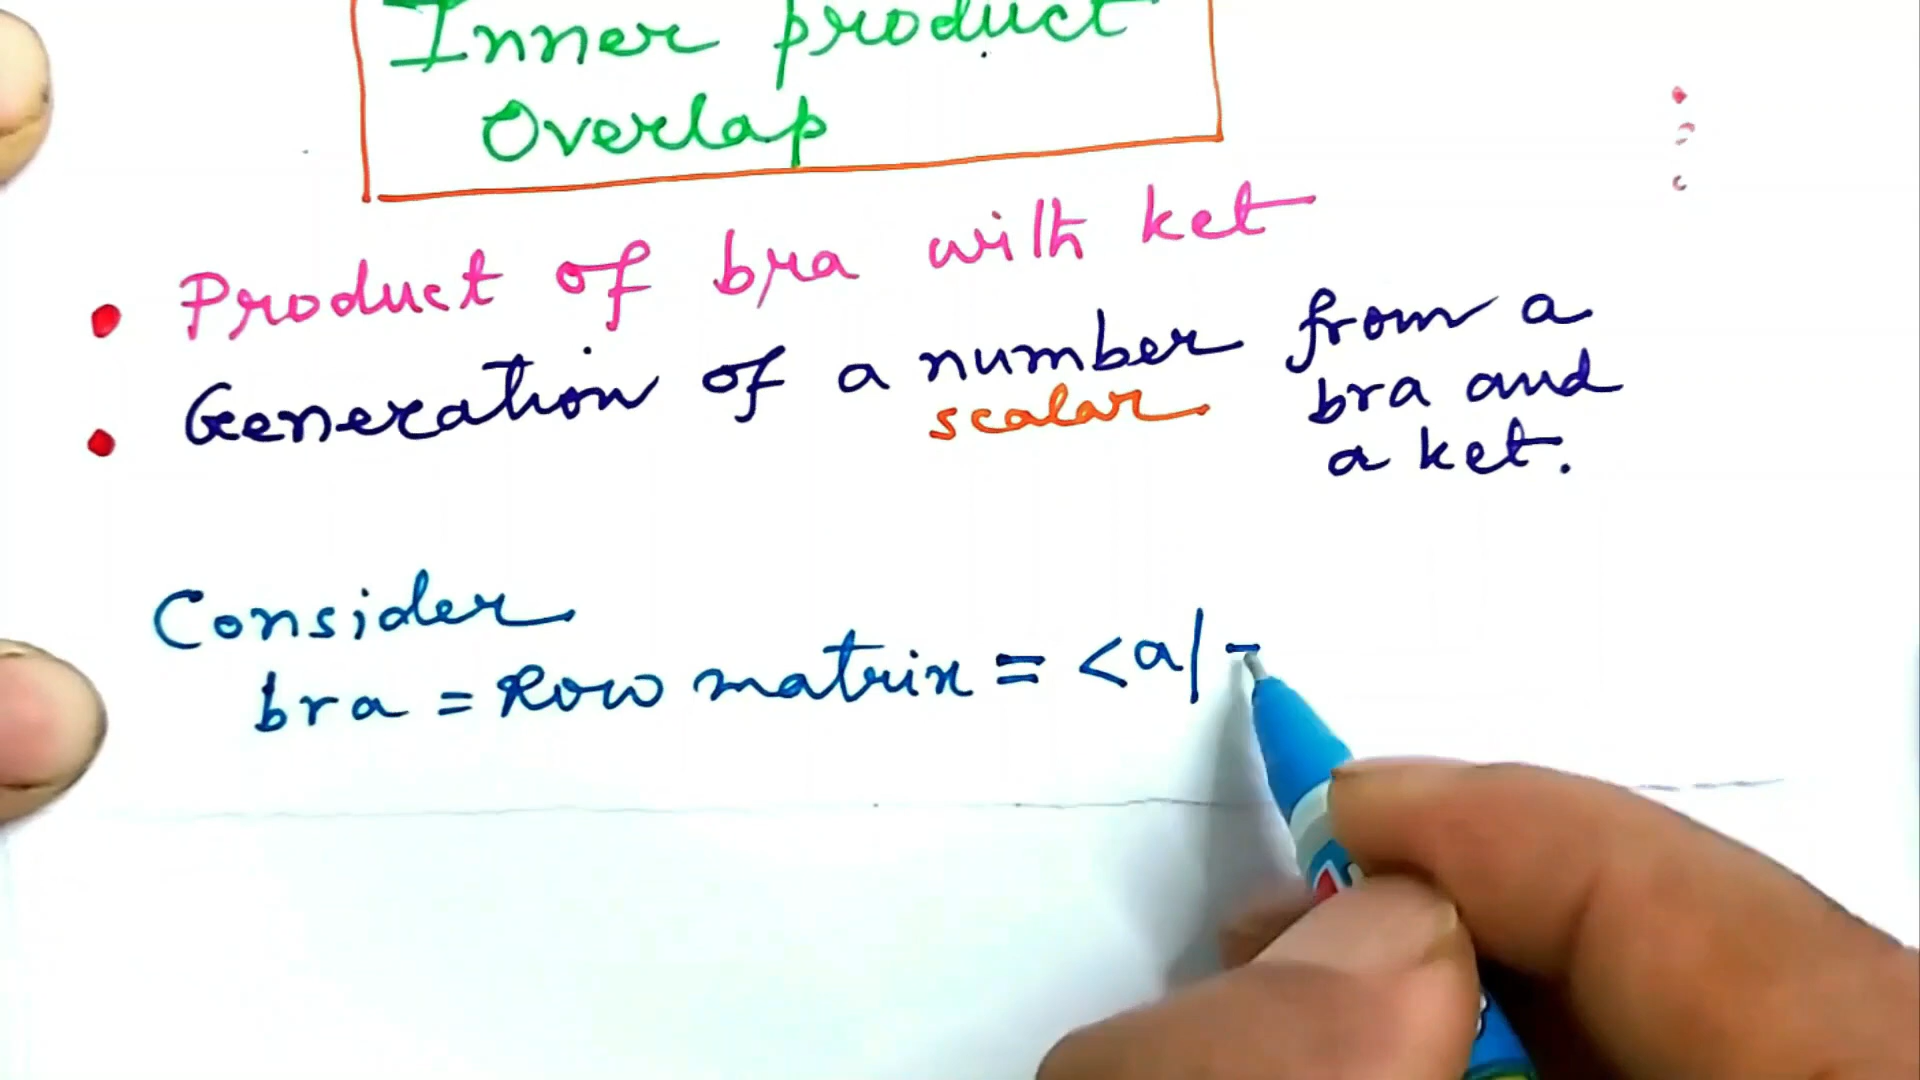 Inner product
Overlap
• Product of bra with ket
• Generation of a number from a
scalar bra and
a ket.
Consider
bra = Row matrix = <a| =